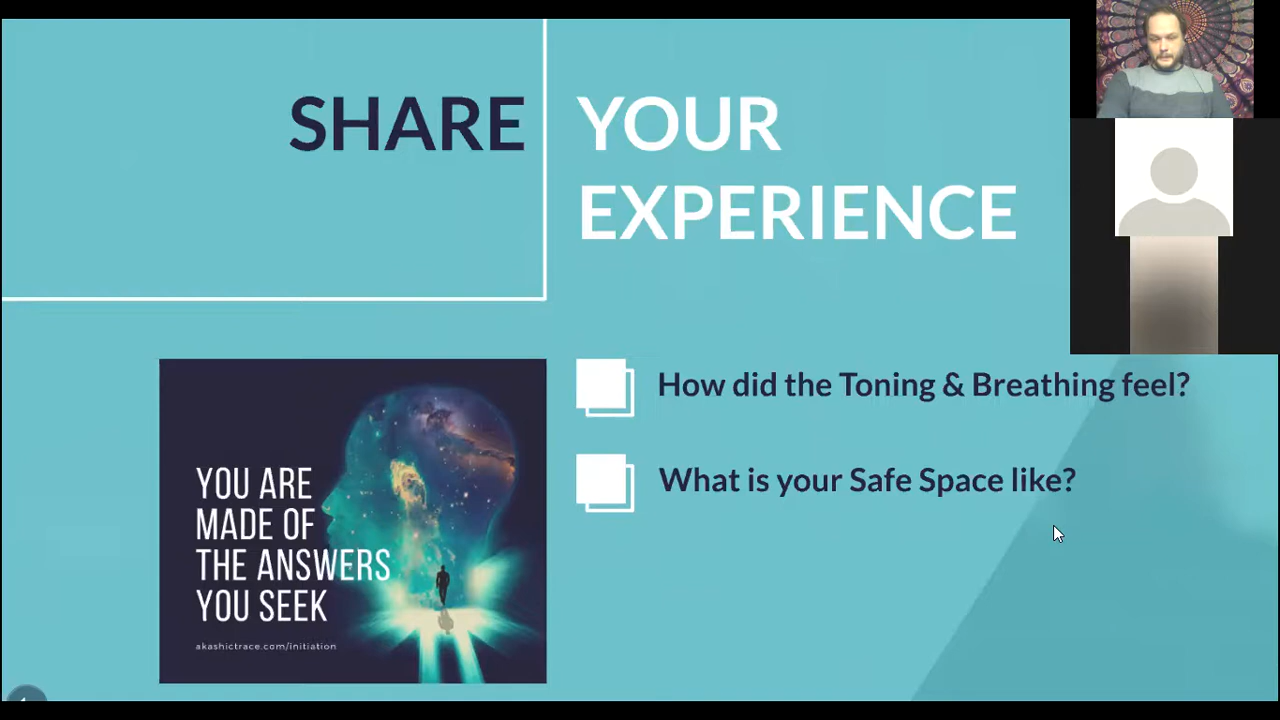 SHARE
YOUR
EXPERIENCE
How did the Toning & Breathing feel?
What is your Safe Space like?
YOU ARE
MADE OF
THE ANSWERS
YOU SEEK
akashictrace.com/initiation